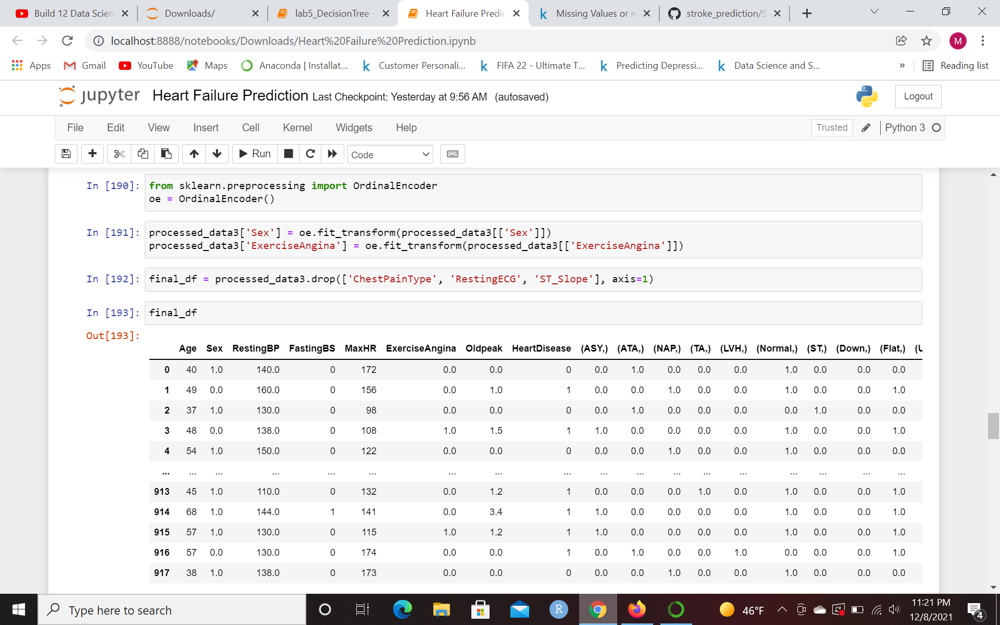 Build 12 Data Scien
Downloads/
lab5_DecisionTree -
Heart Failure Predic
Missing Values or n
stroke_prediction/S
localhost:8888/notebooks/Downloads/Heart%20Failure%20Prediction.ipynb
M
Apps
Gmail
YouTube
Maps
Anaconda | Installat...
Customer Personali...
FIFA 22 - Ultimate T...
Predicting Depressi...
Data Science and S...
»
Reading list
jupyter Heart Failure Prediction Last Checkpoint: Yesterday at 9:56 AM (autosaved)
Logout
File Edit View Insert Cell Kernel Widgets Help
Trusted
Python 3
Run
Code
In [190]: from sklearn.preprocessing import OrdinalEncoder
oe = OrdinalEncoder()
In [191]: processed_data3['Sex'] = oe.fit_transform(processed_data3[['Sex']])
processed_data3['ExerciseAngina'] = oe.fit_transform(processed_data3[['ExerciseAngina']])
In [192]: final_df = processed_data3.drop(['ChestPainType', 'RestingECG', 'ST_Slope'], axis=1)
In [193]: final_df
Out[193]:
Age Sex RestingBP FastingBS MaxHR ExerciseAngina Oldpeak HeartDisease (ASY,) (ATA,) (NAP,) (TA,) (LVH,) (Normal,) (ST,) (Down,) (Flat,) (U
0 40 1.0 140.0 0 172 0.0 0.0 0 0.0 1.0 0.0 0.0 0.0 1.0 0.0 0.0 0.0
1 49 0.0 160.0 0 156 0.0 1.0 1 0.0 0.0 1.0 0.0 0.0 1.0 0.0 0.0 1.0
2 37 1.0 130.0 0 98 0.0 0.0 0 0.0 1.0 0.0 0.0 0.0 0.0 1.0 0.0 0.0
3 48 0.0 138.0 0 108 1.0 1.5 1 1.0 0.0 0.0 0.0 0.0 1.0 0.0 0.0 1.0
4 54 1.0 150.0 0 122 0.0 0.0 0 0.0 0.0 1.0 0.0 0.0 1.0 0.0 0.0 0.0
... ... ... ... ... ... ... ... ... ... ... ... ... ... ... ... ... ...
913 45 1.0 110.0 0 132 0.0 1.2 1 0.0 0.0 0.0 1.0 0.0 1.0 0.0 0.0 1.0
914 68 1.0 144.0 1 141 0.0 3.4 1 1.0 0.0 0.0 0.0 0.0 1.0 0.0 0.0 1.0
915 57 1.0 130.0 0 115 1.0 1.2 1 1.0 0.0 0.0 0.0 0.0 1.0 0.0 0.0 1.0
916 57 0.0 130.0 0 174 0.0 0.0 1 0.0 1.0 0.0 0.0 1.0 0.0 0.0 0.0 1.0
917 38 1.0 138.0 0 173 0.0 0.0 0 0.0 0.0 1.0 0.0 0.0 1.0 0.0 0.0 0.0
Type here to search
R
46°F
11:21 PM
12/8/2021
4